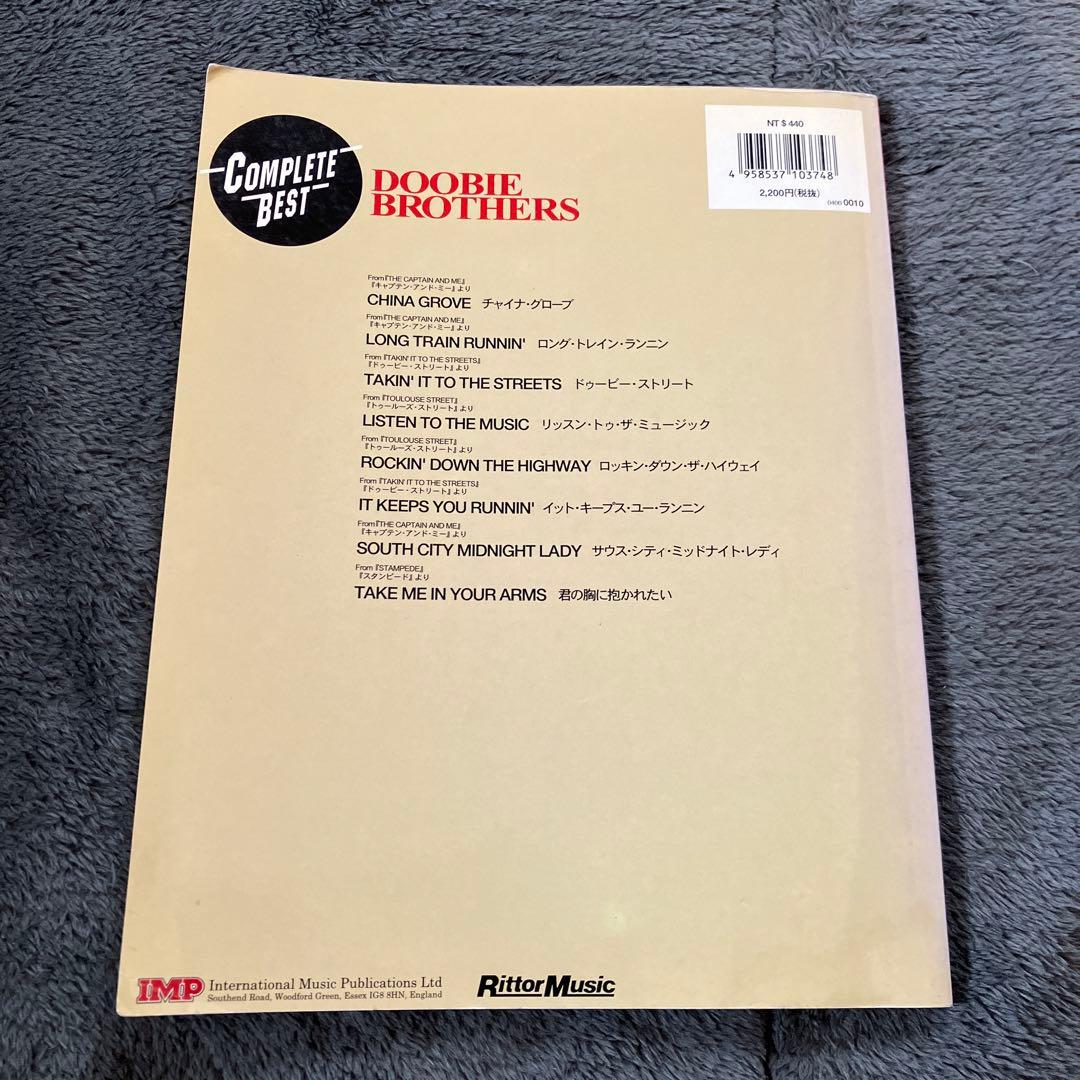 COMPLETE BEST
DOOBIE
BROTHERS
NT $ 440
4 958537 103748
2,200円(税抜)
0400 0010
From『THE CAPTAIN AND ME』
『キャプテン・アンド・ミー』より
CHINA GROVE チャイナ・グローブ
From『THE CAPTAIN AND ME』
『キャプテン・アンド・ミー』より
LONG TRAIN RUNNIN' ロング・トレイン・ランニン
From『TAKIN' IT TO THE STREETS』
『ドゥービー・ストリート』より
TAKIN' IT TO THE STREETS ドゥービー・ストリート
From『TOULOUSE STREET』
『トゥールーズ・ストリート』より
LISTEN TO THE MUSIC リッスン・トゥ・ザ・ミュージック
From『TOULOUSE STREET』
『トゥールーズ・ストリート』より
ROCKIN' DOWN THE HIGHWAY ロッキン・ダウン・ザ・ハイウェイ
From『TAKIN' IT TO THE STREETS』
『ドゥービー・ストリート』より
IT KEEPS YOU RUNNIN' イット・キープス・ユー・ランニン
From『THE CAPTAIN AND ME』
『キャプテン・アンド・ミー』より
SOUTH CITY MIDNIGHT LADY サウス・シティ・ミッドナイト・レディ
From『STAMPEDE』
『スタンピード』より
TAKE ME IN YOUR ARMS 君の胸に抱かれたい
IMP International Music Publications Ltd
Southend Road, Woodford Green, Essex IG8 8HN, England
RittorMusic